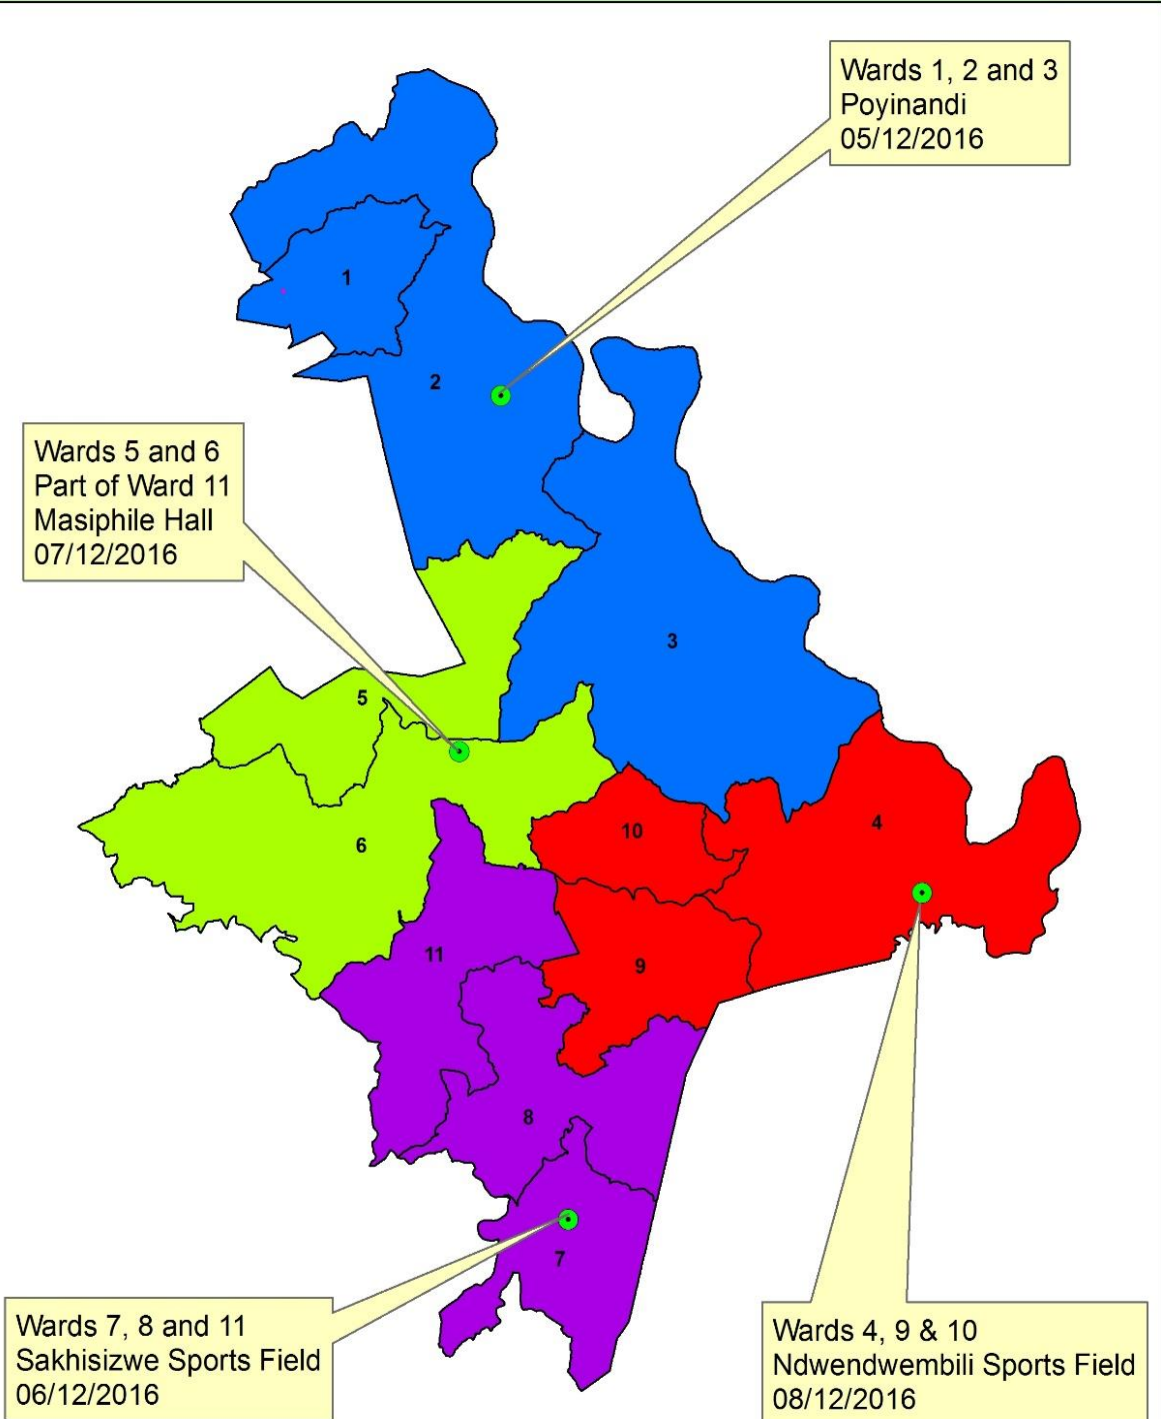 Wards 1, 2 and 3
Poyinandi
05/12/2016
1
2
Wards 5 and 6
Part of Ward 11
Masiphile Hall
07/12/2016
3
5
10
4
6
11
9
8
7
Wards 7, 8 and 11
Sakhisizwe Sports Field
06/12/2016
Wards 4, 9 & 10
Ndwendwembili Sports Field
08/12/2016